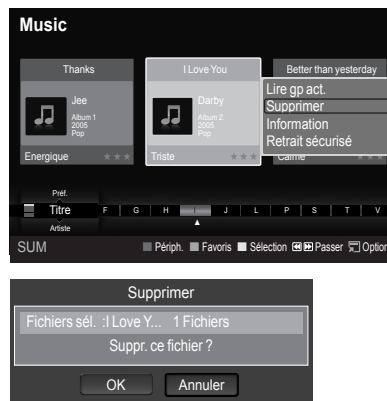 Music
Thanks
I Love You
Better than yesterday
Jee
Album 1
2005
Pop
Darby
Album 2
2005
Pop
Lire gp act.
Supprimer
Information
Retrait sécurisé
Energique
Triste
Calme
Préf.
Titre F G H I J L P S T V
Artiste
SUM Périph. Favoris Sélection Passer Option
Supprimer
Fichiers sél. :I Love Y... 1 Fichiers
Suppr. ce fichier ?
OK Annuler